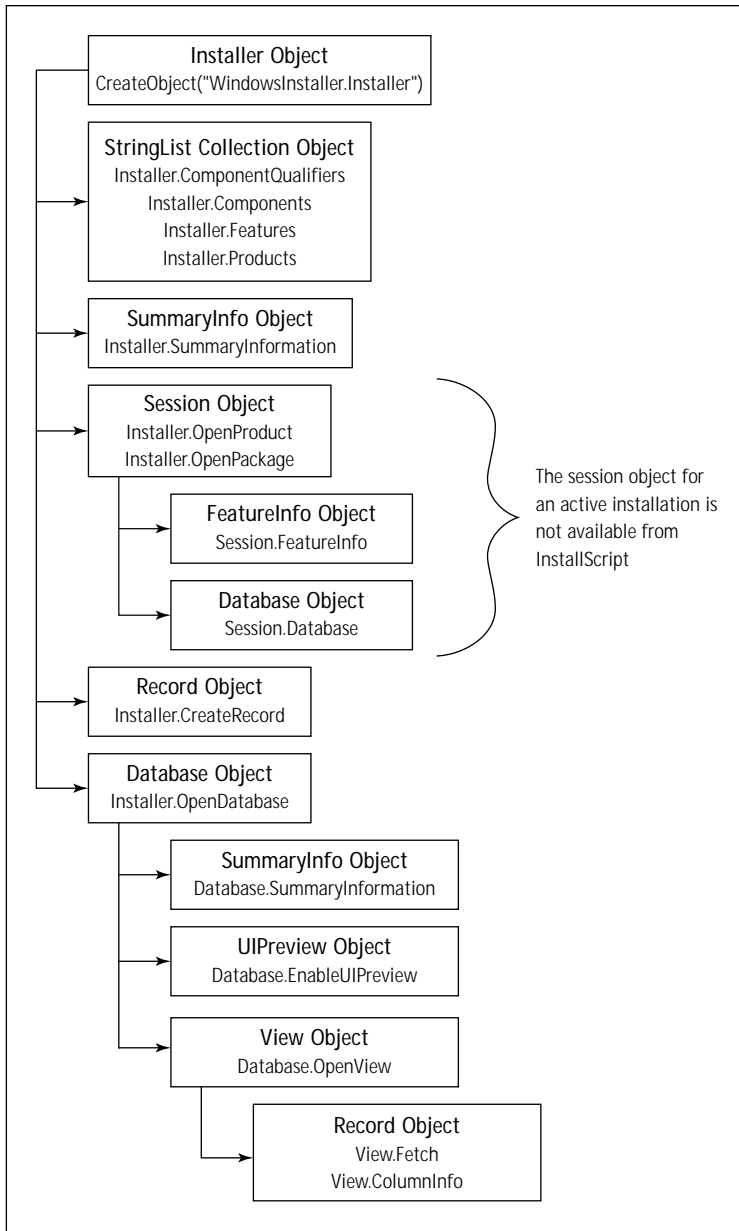 Installer Object
CreateObject("WindowsInstaller.Installer")
StringList Collection Object
Installer.ComponentQualifiers
Installer.Components
Installer.Features
Installer.Products
SummaryInfo Object
Installer.SummaryInformation
Session Object
Installer.OpenProduct
Installer.OpenPackage
FeatureInfo Object
Session.FeatureInfo
Database Object
Session.Database
The session object for
an active installation is
not available from
InstallScript
Record Object
Installer.CreateRecord
Database Object
Installer.OpenDatabase
SummaryInfo Object
Database.SummaryInformation
UIPreview Object
Database.EnableUIPreview
View Object
Database.OpenView
Record Object
View.Fetch
View.ColumnInfo